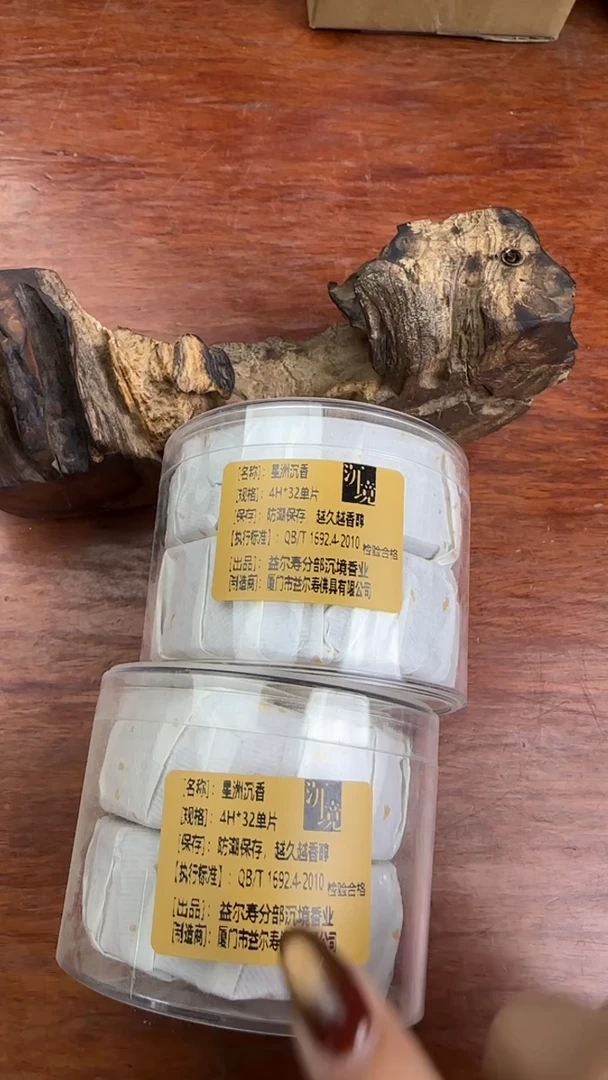 [名称]：星洲沉香
沉境
[规格]：4H*32单片
[保存]：防潮保存 越久越香醇
[执行标准]：QB/T 1692.4-2010 检验合格
[出品]：益尔寿分部沉境香业
[制造商]：厦门市益尔寿佛具有限公司
[名称]：星洲沉香
沉境
[规格]：4H*32单片
[保存]：防潮保存，越久越香醇
[执行标准]：QB/T 1692.4-2010 检验合格
[出品]：益尔寿分部沉境香业
[制造商]：厦门市益尔寿 公司